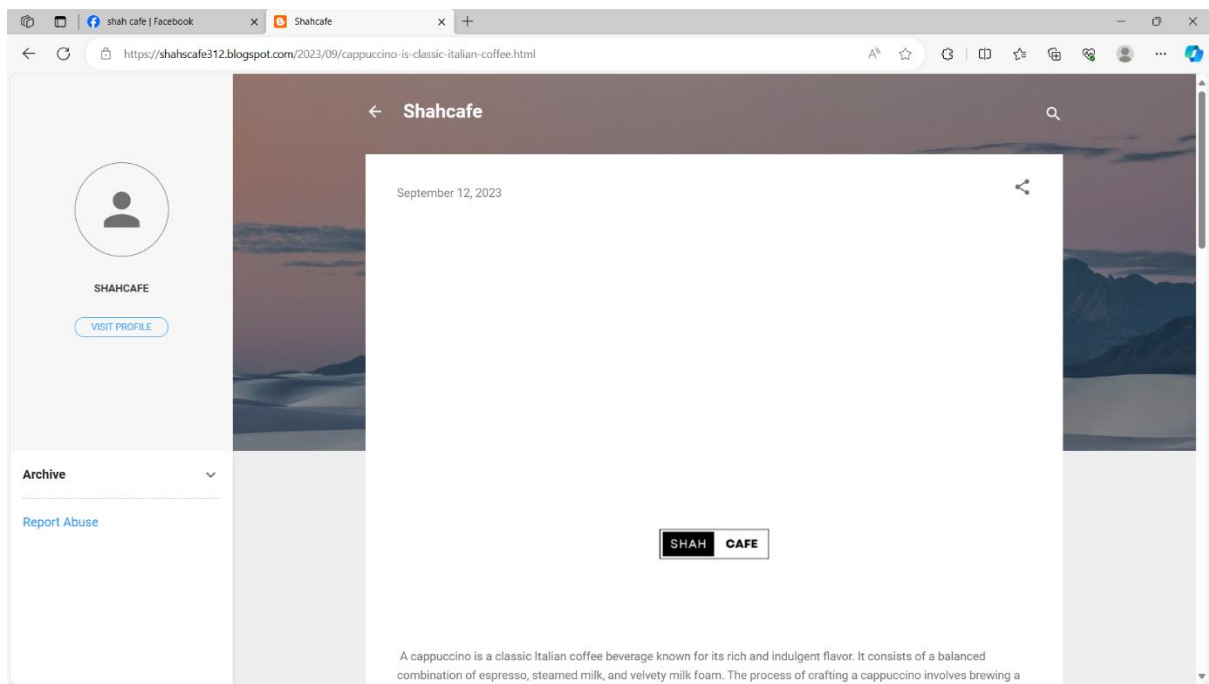 shah cafe | Facebook
Shahcafe
https://shahscafe312.blogspot.com/2023/09/cappuccino-is-classic-italian-coffee.html
Shahcafe
September 12, 2023
SHAHCAFE
VISIT PROFILE
Archive
Report Abuse
SHAH CAFE
A cappuccino is a classic Italian coffee beverage known for its rich and indulgent flavor. It consists of a balanced
combination of espresso, steamed milk, and velvety milk foam. The process of crafting a cappuccino involves brewing a